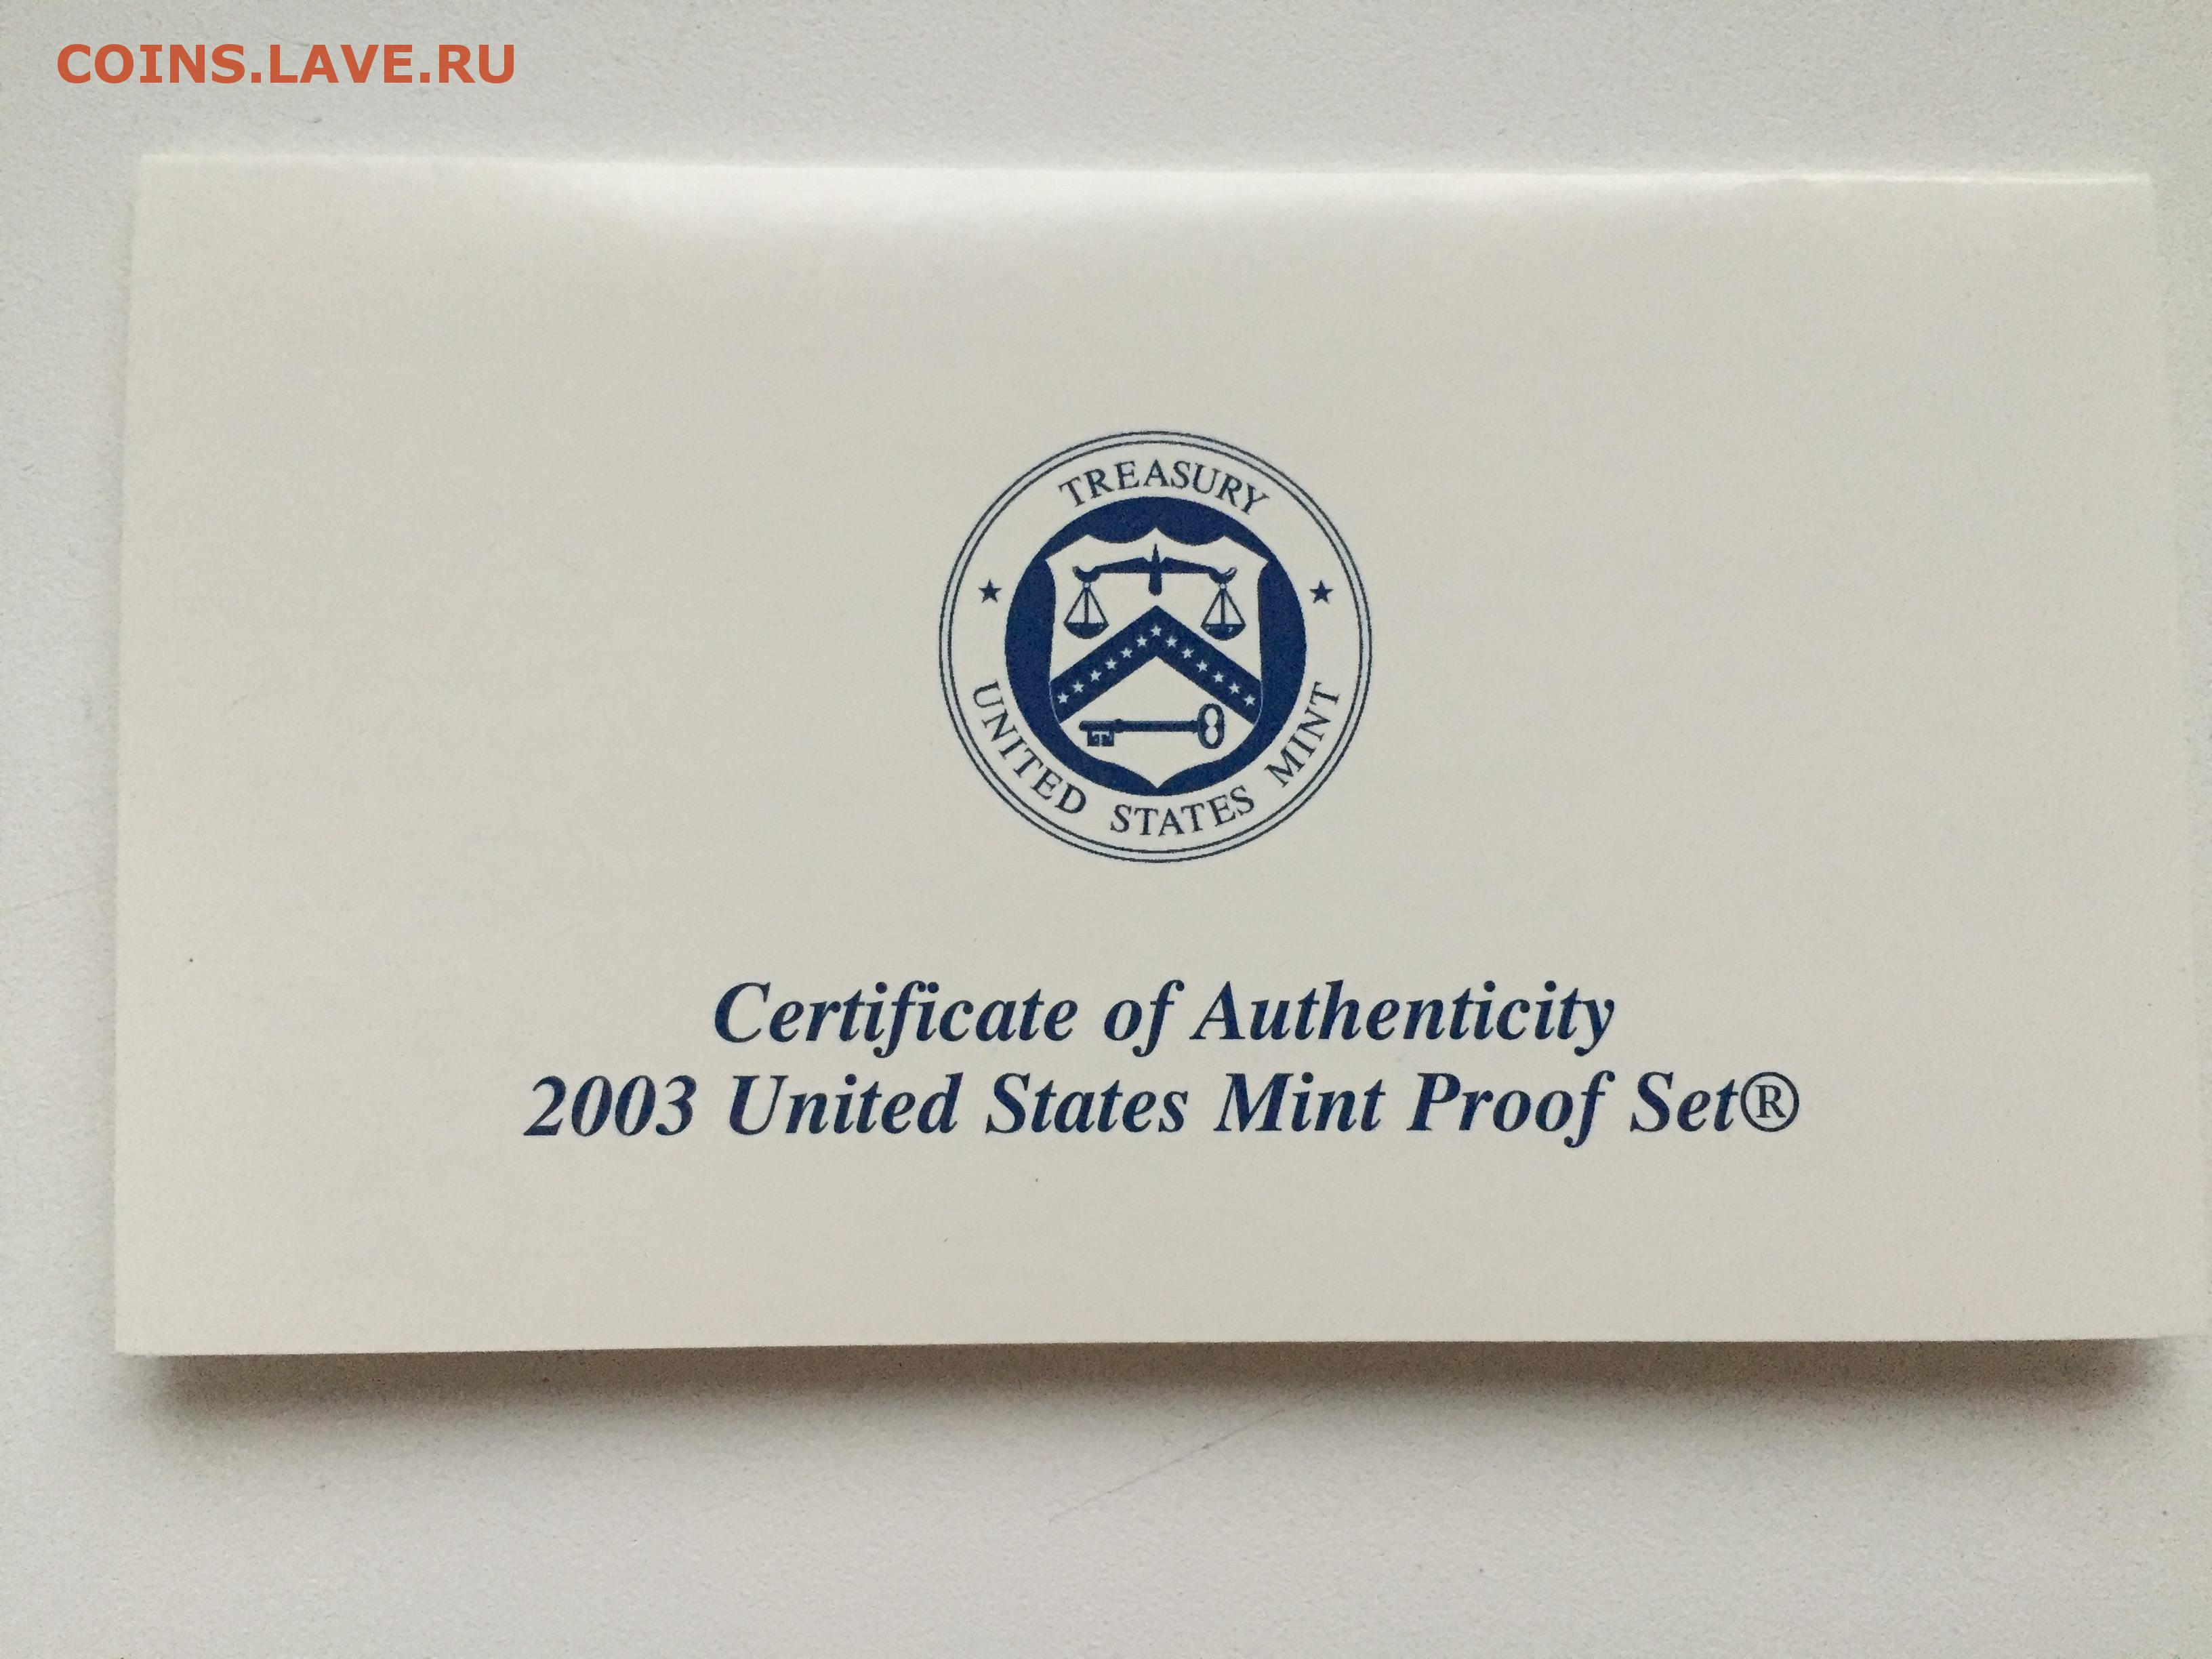 COINS.LAVE.RU
TREASURY
UNITED STATES MINT
Certificate of Authenticity
2003 United States Mint Proof Set®